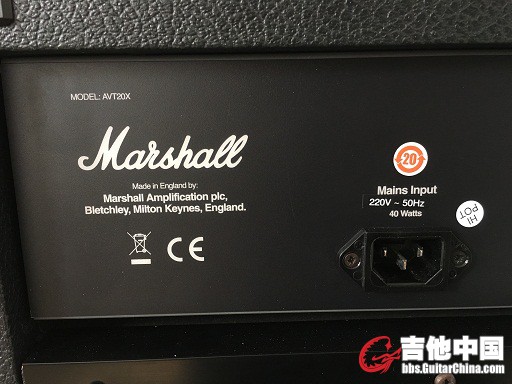 MODEL: AVT20X
Marshall
Made in England by:
Marshall Amplification plc,
Bletchley, Milton Keynes, England.
CE
20
Mains Input
220V ~ 50Hz
40 Watts
HI
POT
吉他中国
bbs.GuitarChina.com